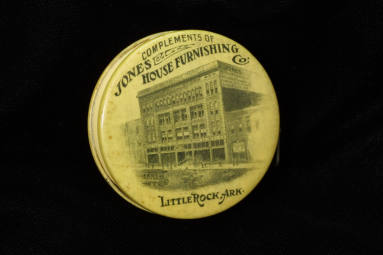 COMPLEMENTS OF
JONES
HOUSE FURNISHING CO.
LITTLE ROCK, ARK.